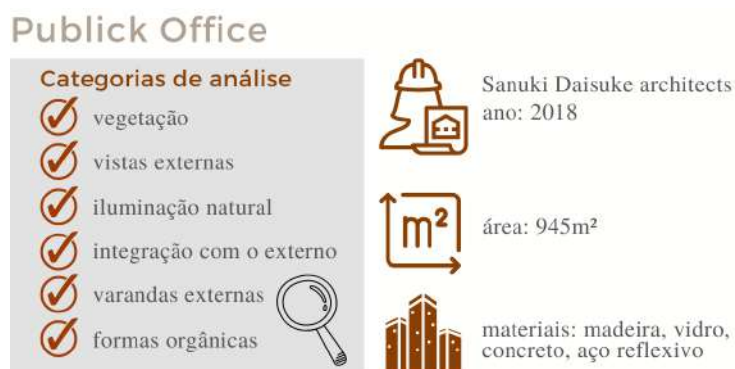 Publick Office
Categorias de análise
vegetação
vistas externas
iluminação natural
integração com o externo
varandas externas
formas orgânicas
Sanuki Daisuke architects
ano: 2018
m²
área: 945m²
materiais: madeira, vidro,
concreto, aço reflexivo